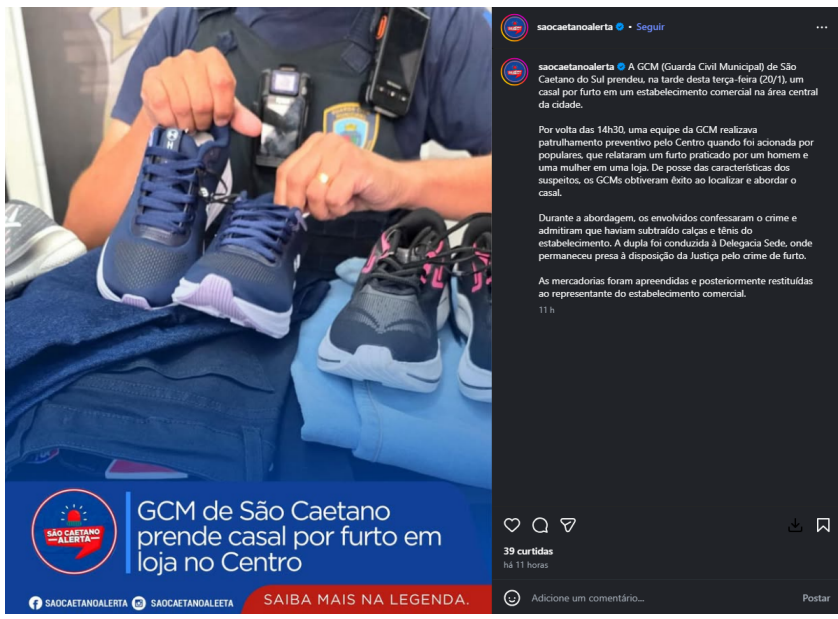 H
SÃO CAETANO
ALERTA
GCM de São Caetano
prende casal por furto em
loja no Centro
SAOCAETANOALERTA SAOCAETANOALEETA
SAIBA MAIS NA LEGENDA.
saocaetanoalerta • Seguir
saocaetanoalerta A GCM (Guarda Civil Municipal) de São
Caetano do Sul prendeu, na tarde desta terça-feira (20/1), um
casal por furto em um estabelecimento comercial na área central
da cidade.
Por volta das 14h30, uma equipe da GCM realizava
patrulhamento preventivo pelo Centro quando foi acionada por
populares, que relataram um furto praticado por um homem e
uma mulher em uma loja. De posse das características dos
suspeitos, os GCMs obtiveram êxito ao localizar e abordar o
casal.
Durante a abordagem, os envolvidos confessaram o crime e
admitiram que haviam subtraído calças e tênis do
estabelecimento. A dupla foi conduzida à Delegacia Sede, onde
permaneceu presa à disposição da Justiça pelo crime de furto.
As mercadorias foram apreendidas e posteriormente restituídas
ao representante do estabelecimento comercial.
11 h
39 curtidas
há 11 horas
Adicione um comentário...
Postar